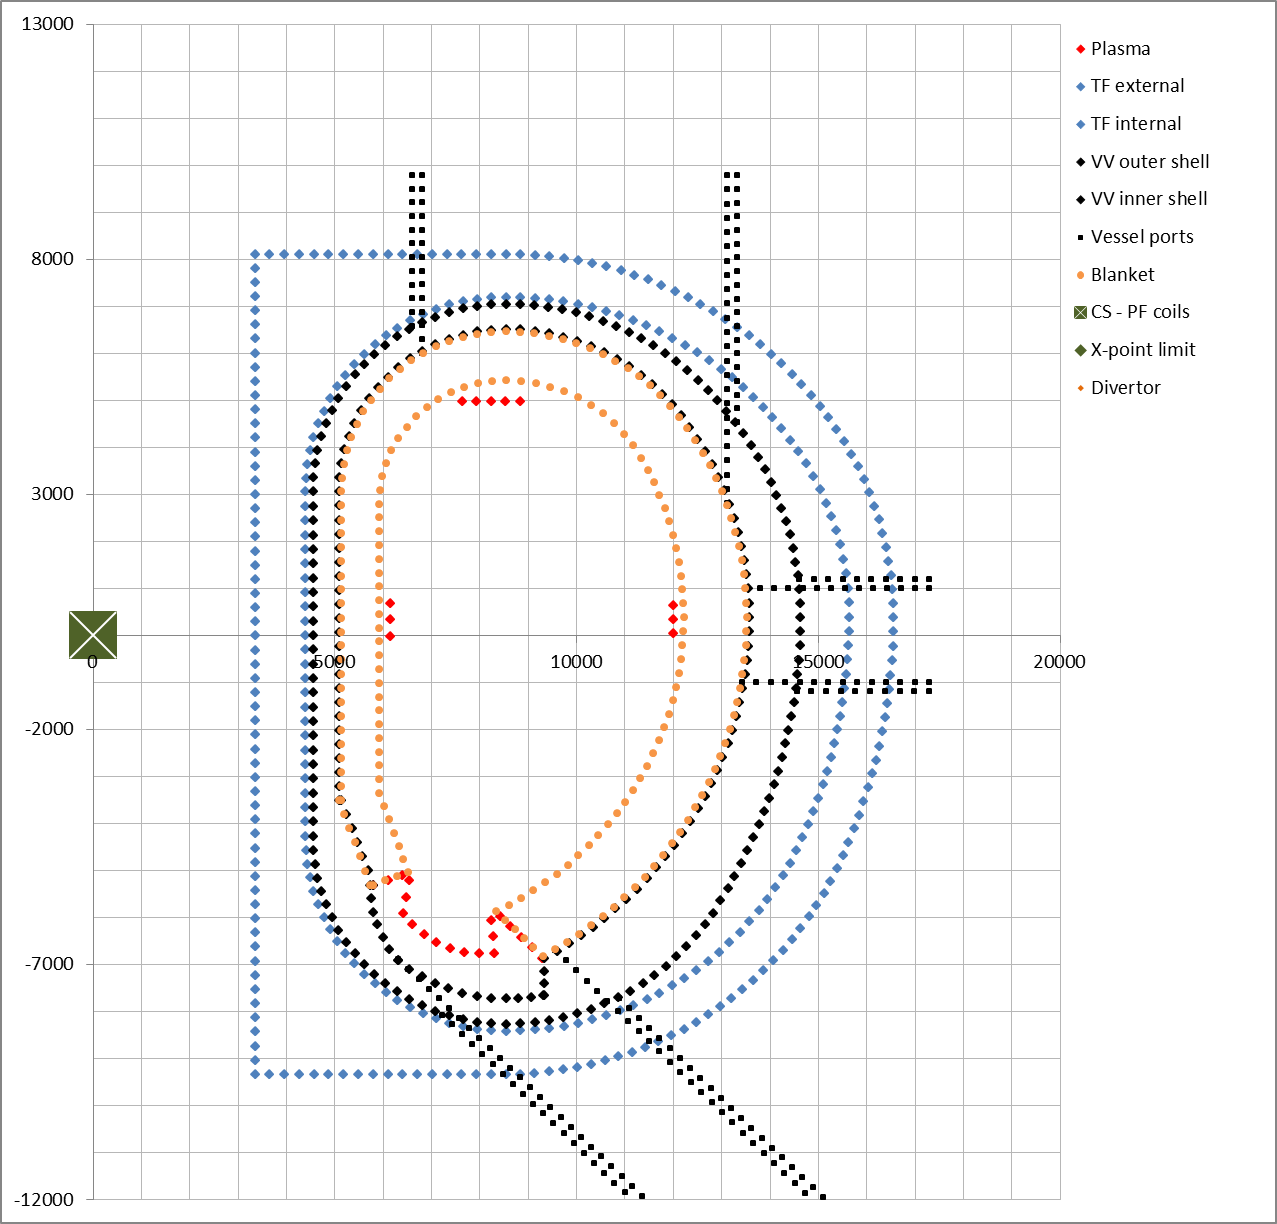 13000
Plasma
TF external
TF internal
VV outer shell
VV inner shell
Vessel ports
8000
Blanket
CS - PF coils
X-point limit
Divertor
3000
0 5000 10000 15000 20000
-2000
-7000
-12000